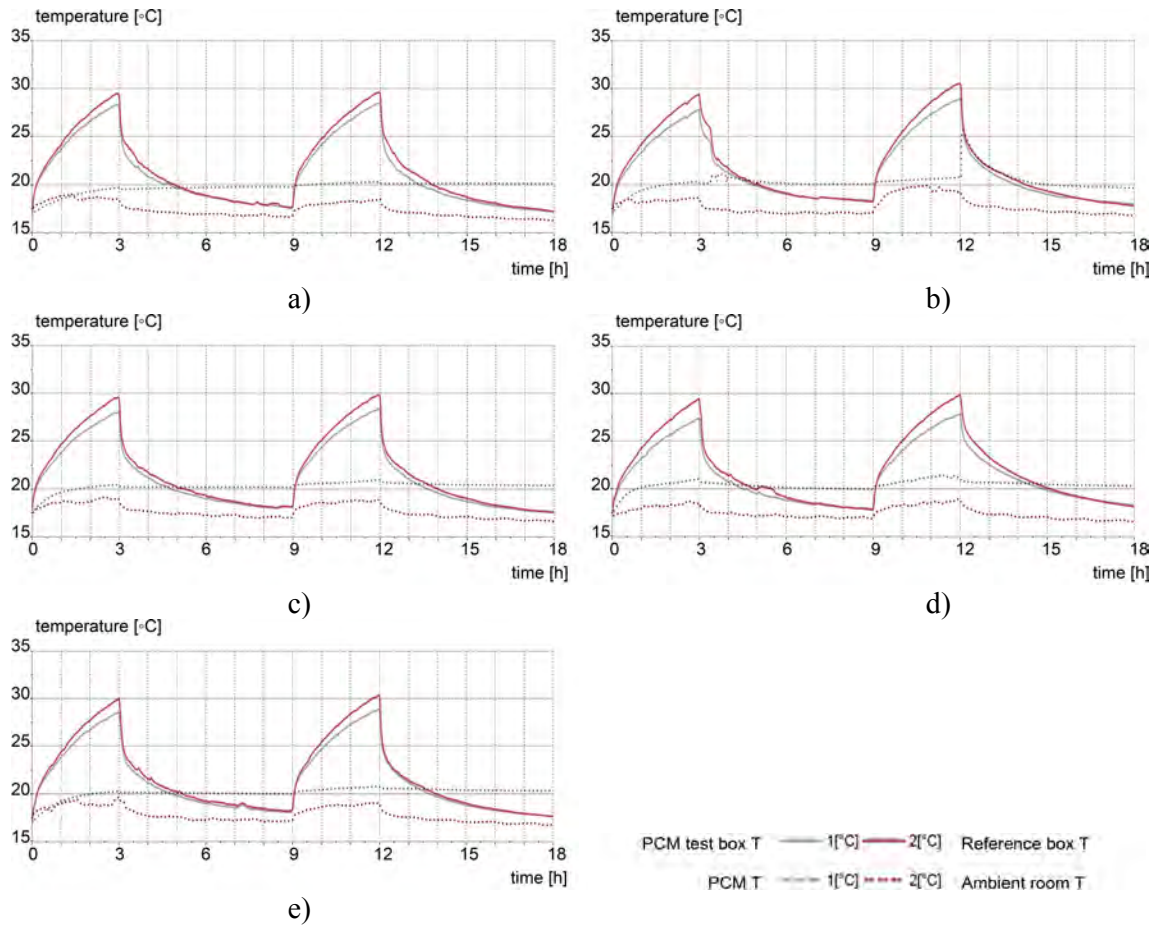 temperature [°C]
35
30
25
20
15
0 3 6 9 12 15 18
time [h]
a)
temperature [°C]
35
30
25
20
15
0 3 6 9 12 15 18
time [h]
b)
temperature [°C]
35
30
25
20
15
0 3 6 9 12 15 18
time [h]
c)
temperature [°C]
35
30
25
20
15
0 3 6 9 12 15 18
time [h]
d)
temperature [°C]
35
30
25
20
15
0 3 6 9 12 15 18
time [h]
e)
PCM test box T 1[°C] 2[°C] Reference box T
PCM T 1[°C] 2[°C] Ambient room T